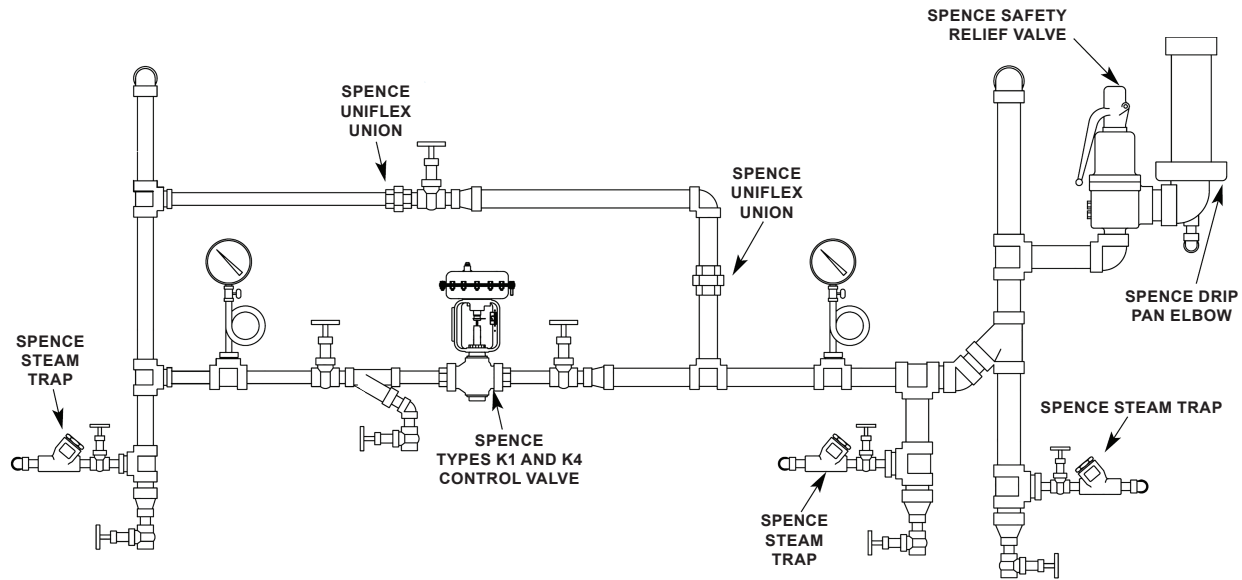 SPENCE SAFETY
RELIEF VALVE
SPENCE
UNIFLEX
UNION
SPENCE
UNIFLEX
UNION
SPENCE DRIP
PAN ELBOW
SPENCE
STEAM
TRAP
SPENCE
TYPES K1 AND K4
CONTROL VALVE
SPENCE STEAM TRAP
SPENCE
STEAM
TRAP